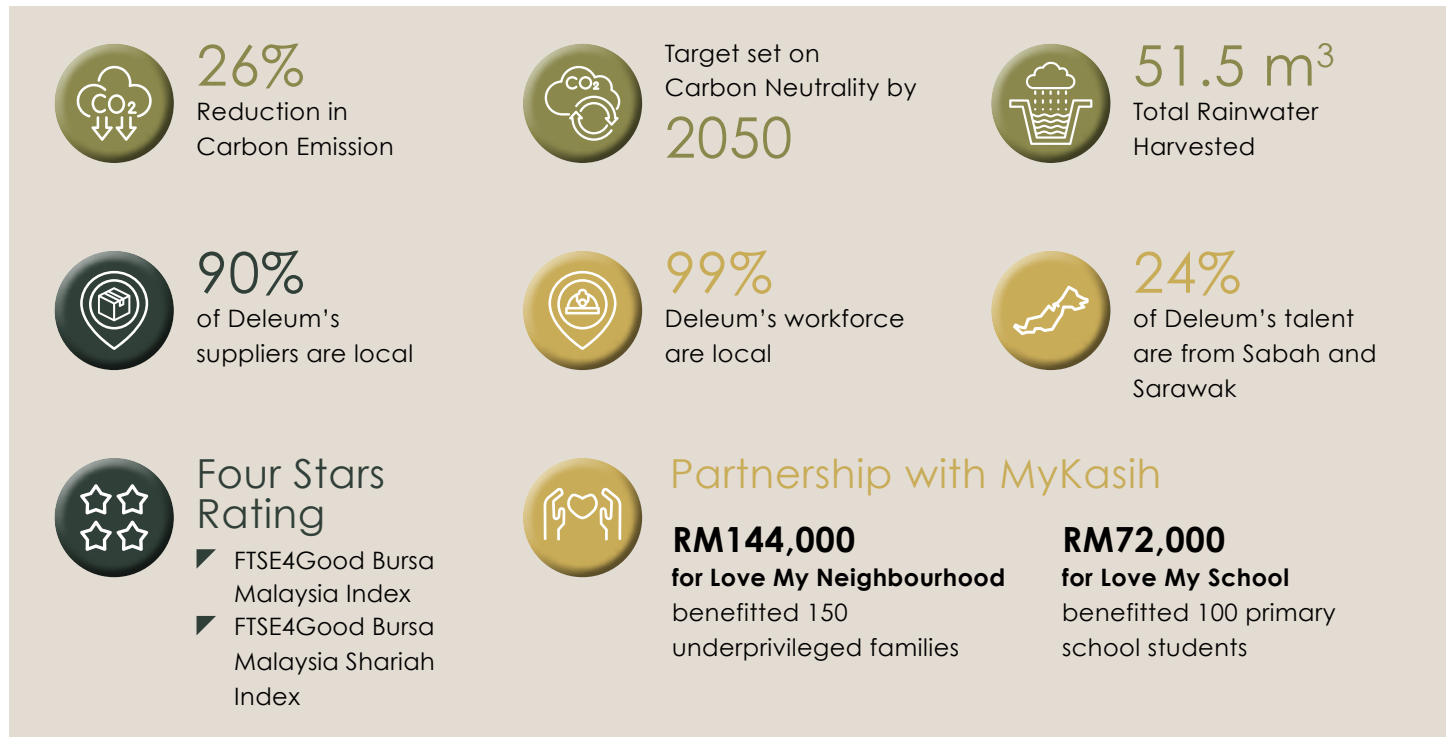 26%
Reduction in
Carbon Emission
CO2
Target set on
Carbon Neutrality by
2050
CO2
51.5 m³
Total Rainwater
Harvested
90%
of Deleum’s
suppliers are local
99%
Deleum’s workforce
are local
24%
of Deleum’s talent
are from Sabah and
Sarawak
Four Stars
Rating
FTSE4Good Bursa
Malaysia Index
FTSE4Good Bursa
Malaysia Shariah
Index
Partnership with MyKasih
RM144,000
for Love My Neighbourhood
benefitted 150
underprivileged families
RM72,000
for Love My School
benefitted 100 primary
school students